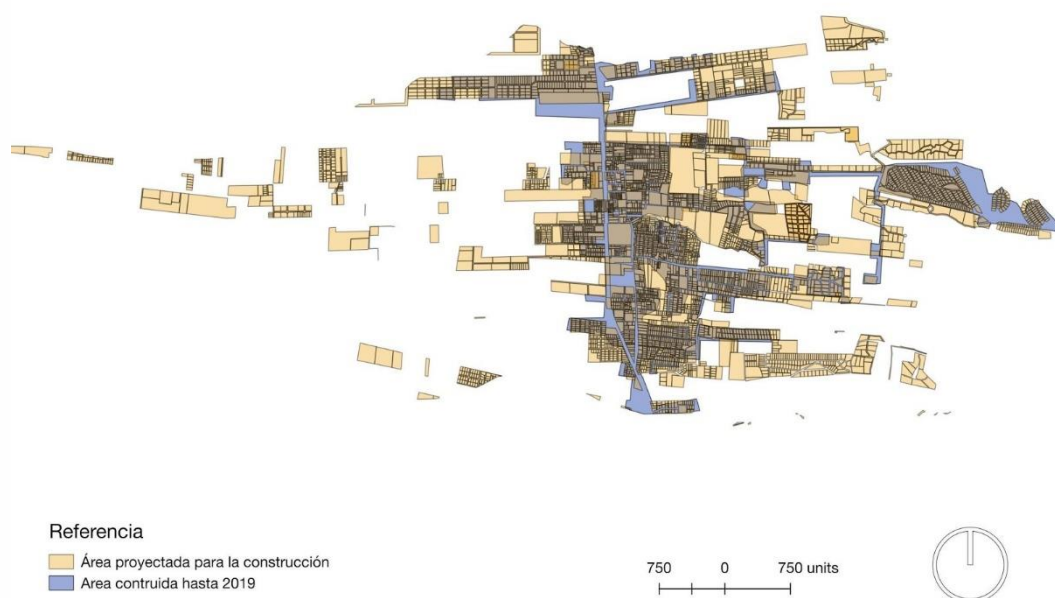 Referencia
Área proyectada para la construcción
Area contruida hasta 2019
750 0 750 units